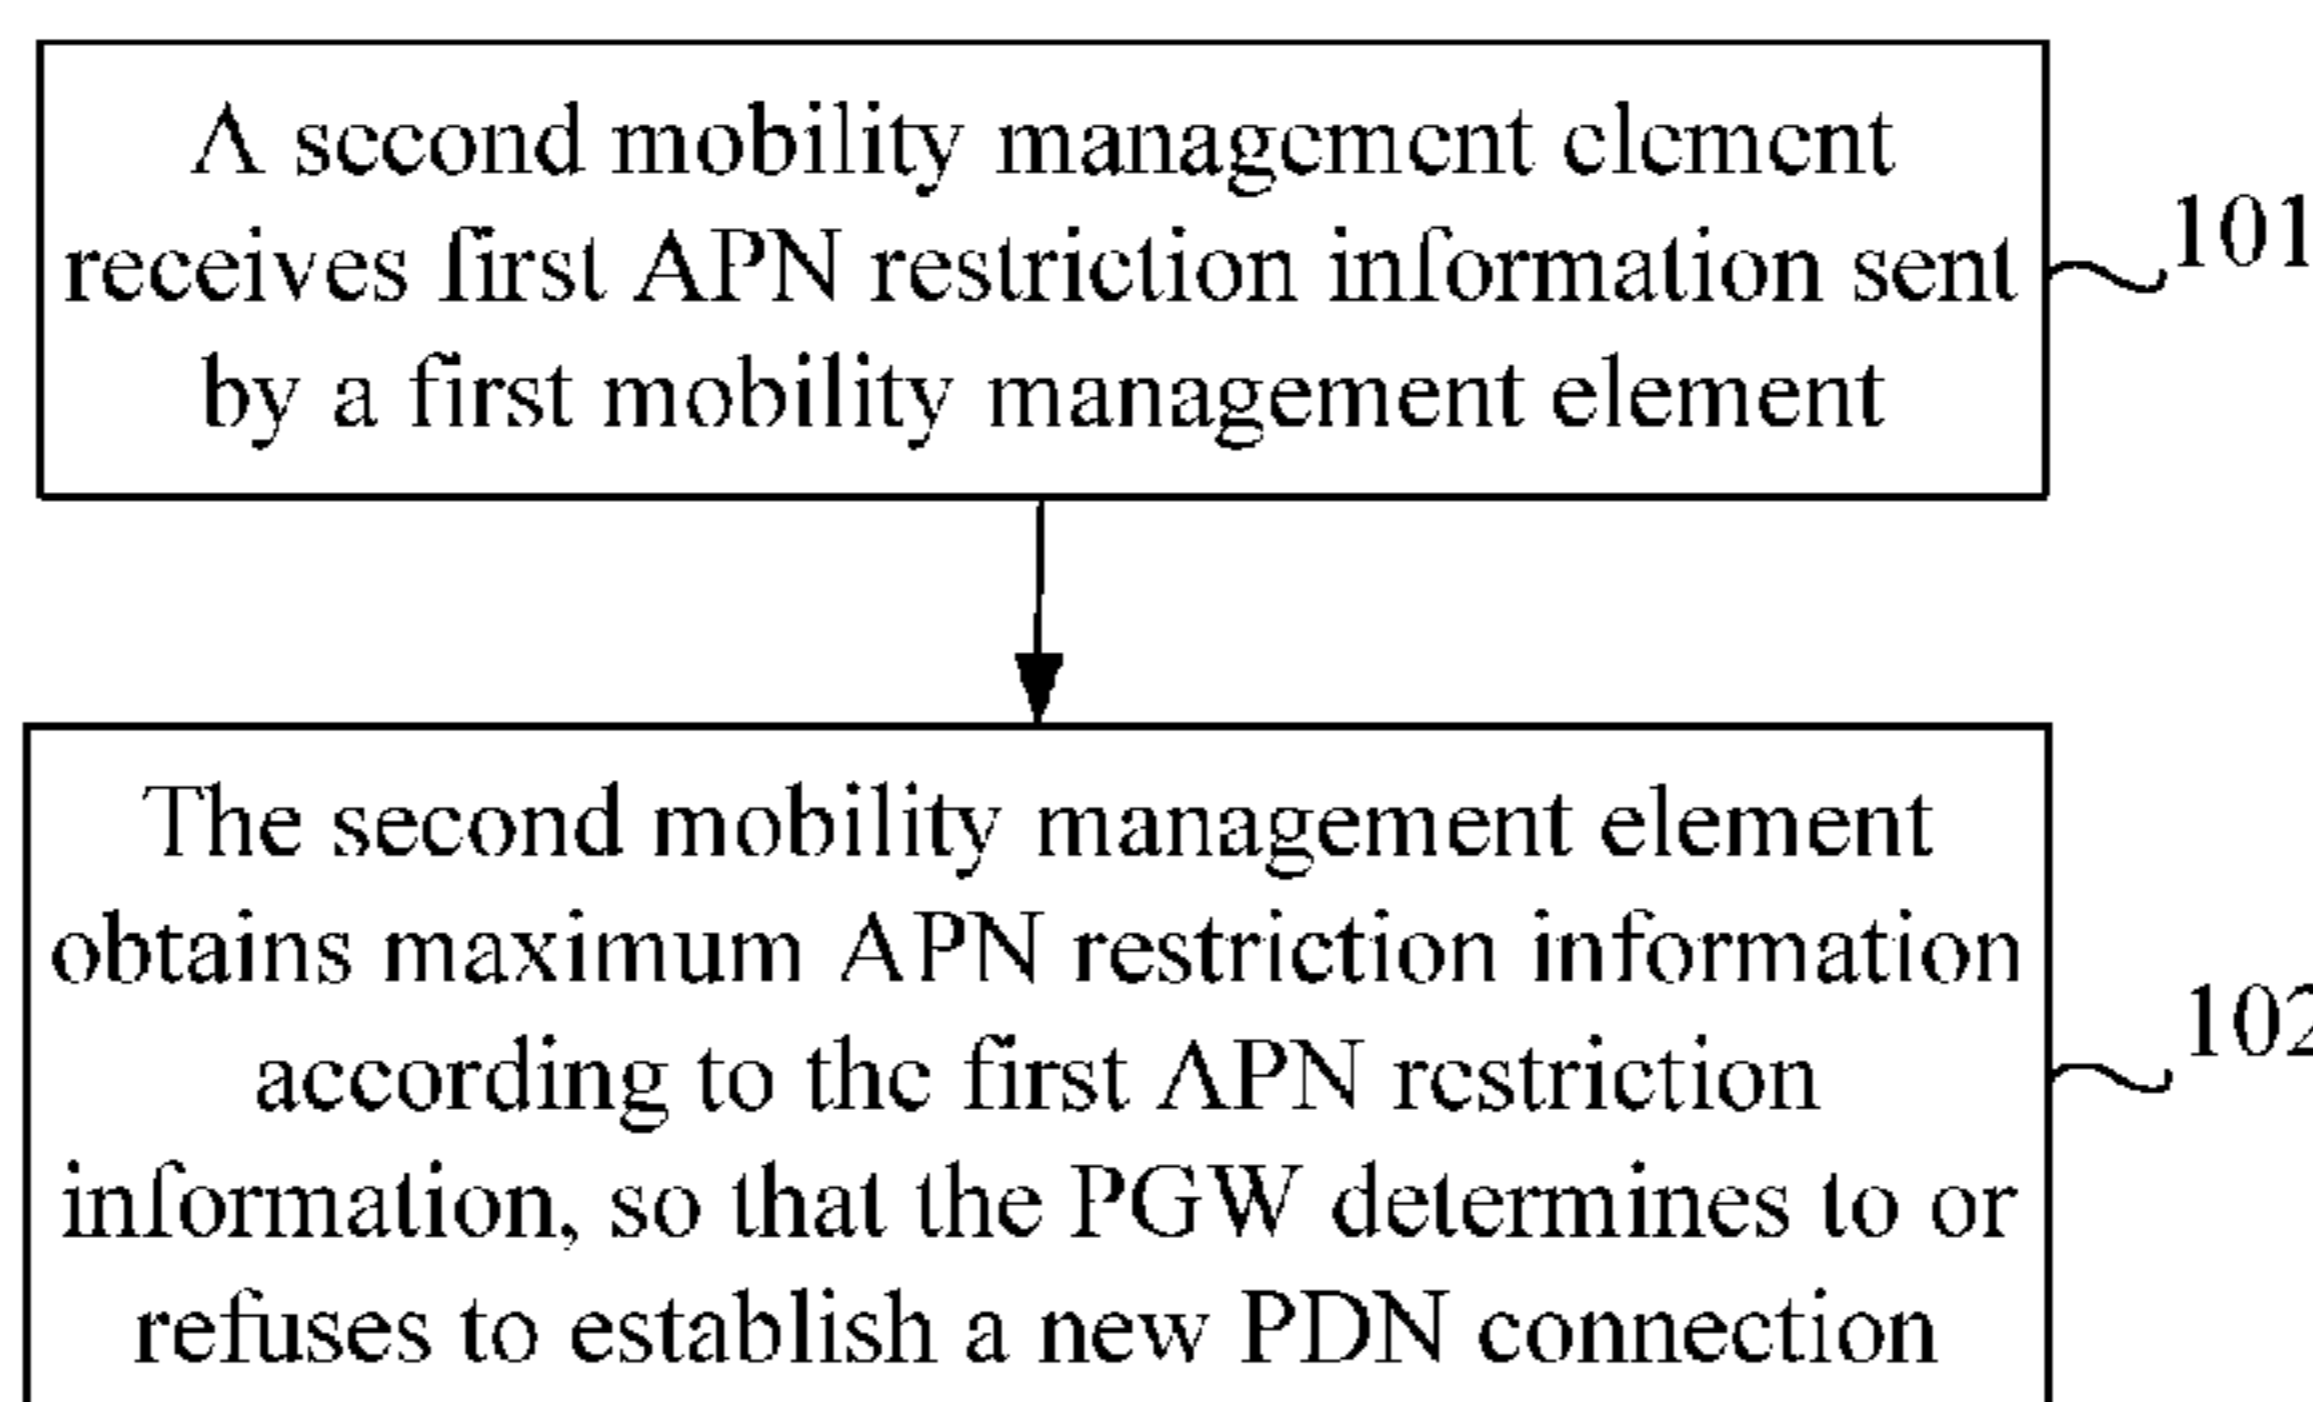 A second mobility management element
receives first APN restriction information sent
by a first mobility management element
101
The second mobility management element
obtains maximum APN restriction information
according to the first APN restriction
information, so that the PGW determines to or
refuses to establish a new PDN connection
102